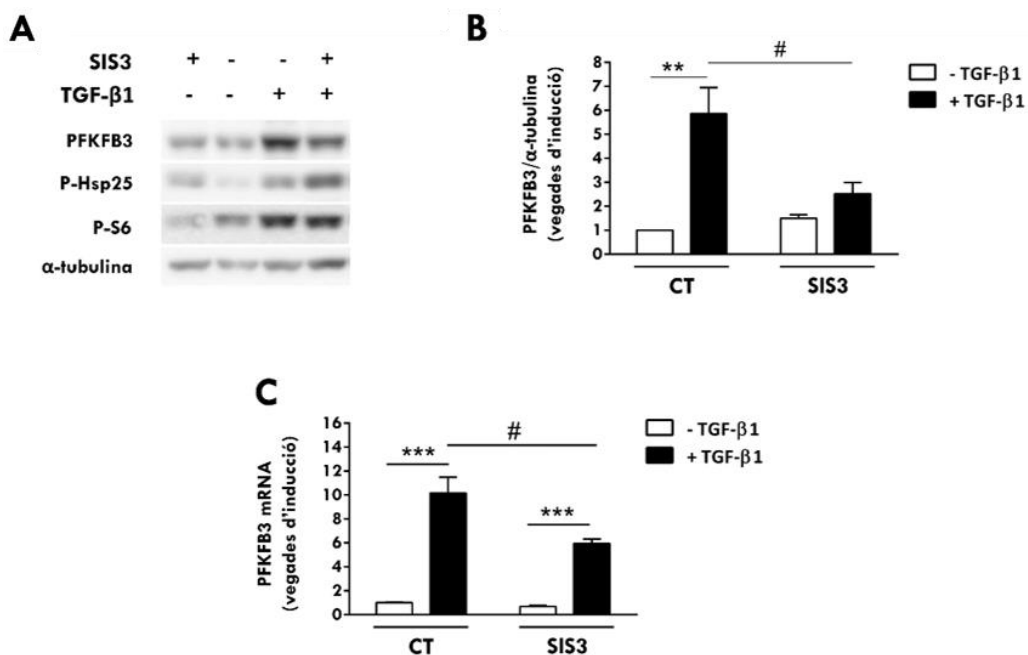 A
SIS3 + - - +
TGF-β1 - - + +
PFKFB3
P-Hsp25
P-S6
α-tubulina
B
PFKFB3/α-tubulina
(vegades d'inducció)
8
7
6
5
4
3
2
1
0
** #
CT SIS3
- TGF-β1
+ TGF-β1
C
PFKFB3 mRNA
(vegades d'inducció)
16
14
12
10
8
6
4
2
0
*** # ***
CT SIS3
- TGF-β1
+ TGF-β1